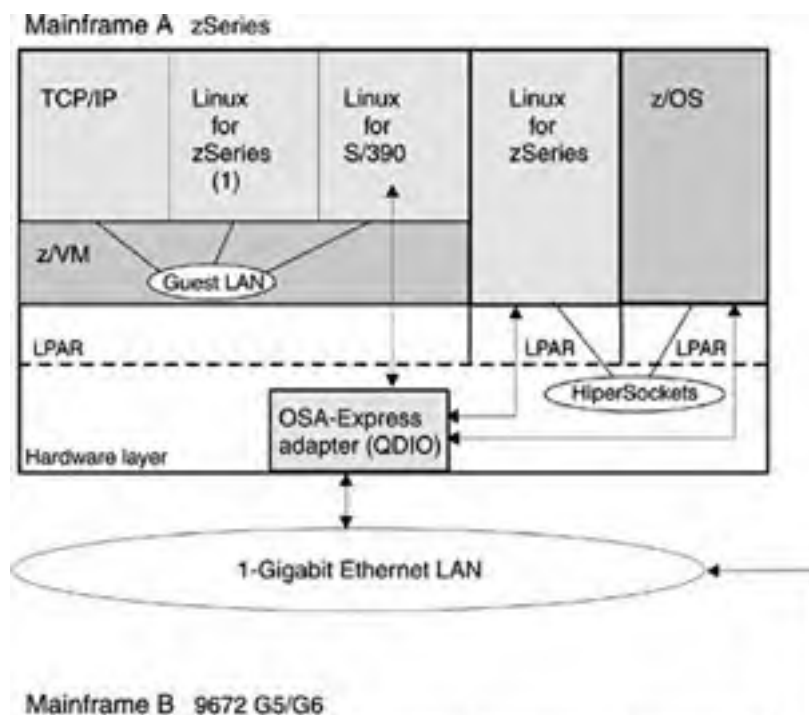 Mainframe A zSeries
TCP/IP
Linux
for
zSeries
(1)
Linux
for
S/390
Linux
for
zSeries
z/OS
z/VM
Guest LAN
LPAR
LPAR
LPAR
HiperSockets
OSA-Express
adapter (QDIO)
Hardware layer
1-Gigabit Ethernet LAN
Mainframe B 9672 G5/G6